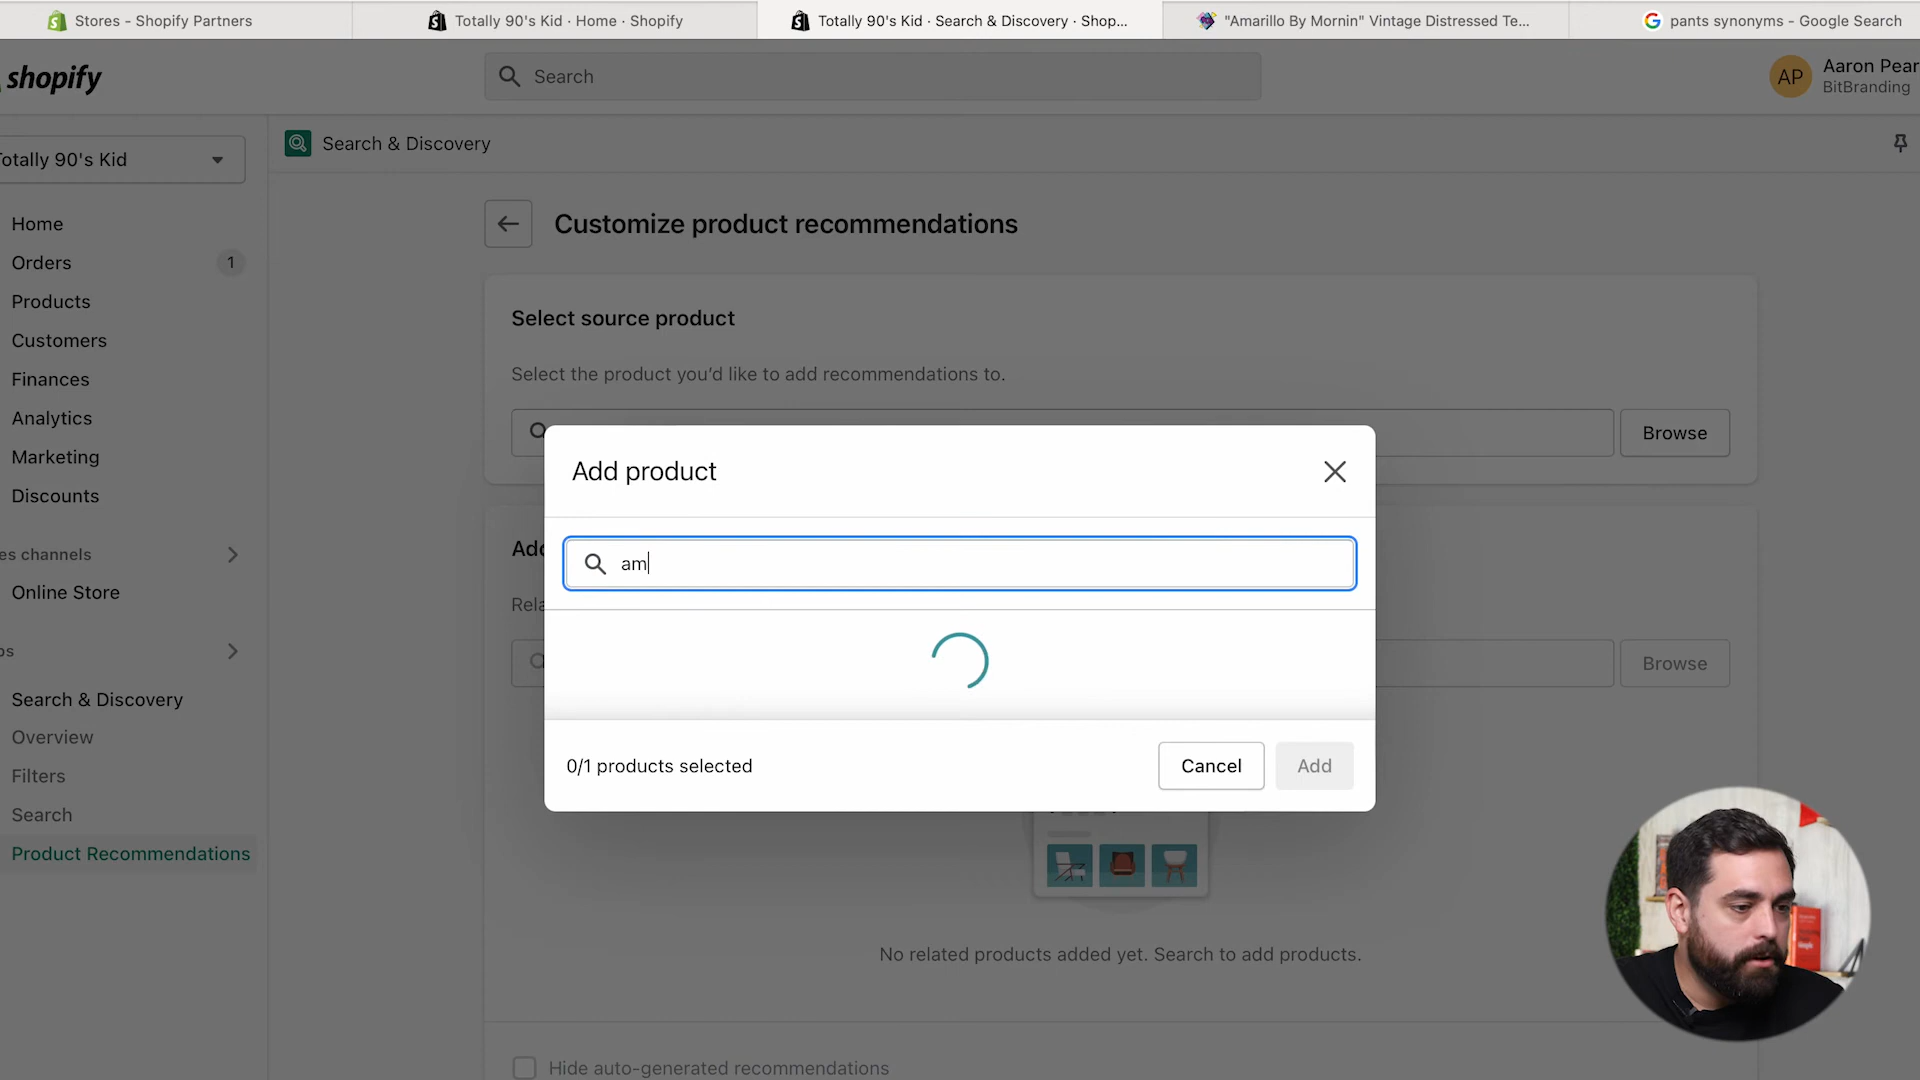 Stores - Shopify Partners
Totally 90's Kid · Home · Shopify
Totally 90's Kid · Search & Discovery · Shop...
"Amarillo By Mornin" Vintage Distressed Te...
pants synonyms - Google Search
shopify
Search
AP
Aaron Pear
BitBranding
Totally 90's Kid
Search & Discovery
Home
Orders
1
Products
Customers
Finances
Analytics
Marketing
Discounts
es channels
Online Store
ps
Search & Discovery
Overview
Filters
Search
Product Recommendations
Customize product recommendations
Select source product
Select the product you'd like to add recommendations to.
Browse
Add product
am
0/1 products selected
Cancel
Add
Browse
No related products added yet. Search to add products.
Hide auto-generated recommendations